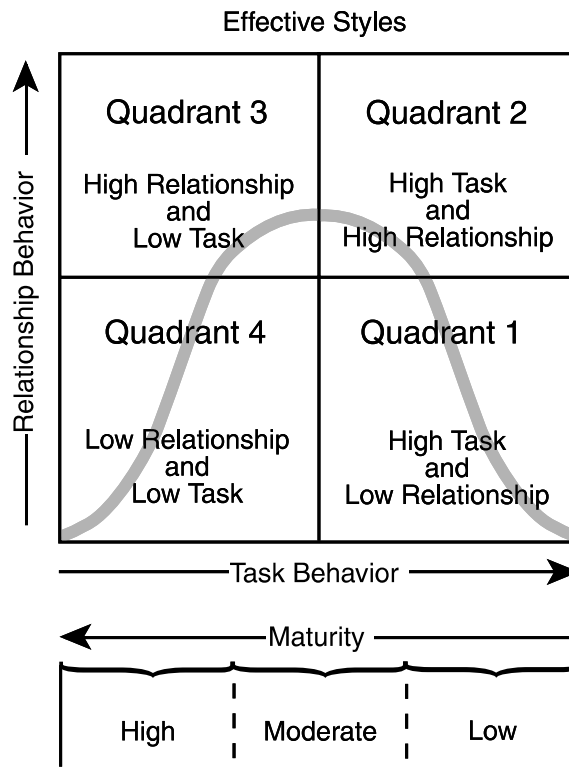 Effective Styles
Relationship Behavior
Quadrant 3
High Relationship
and
Low Task
Quadrant 2
High Task
and
High Relationship
Quadrant 4
Low Relationship
and
Low Task
Quadrant 1
High Task
and
Low Relationship
Task Behavior
Maturity
High
Moderate
Low